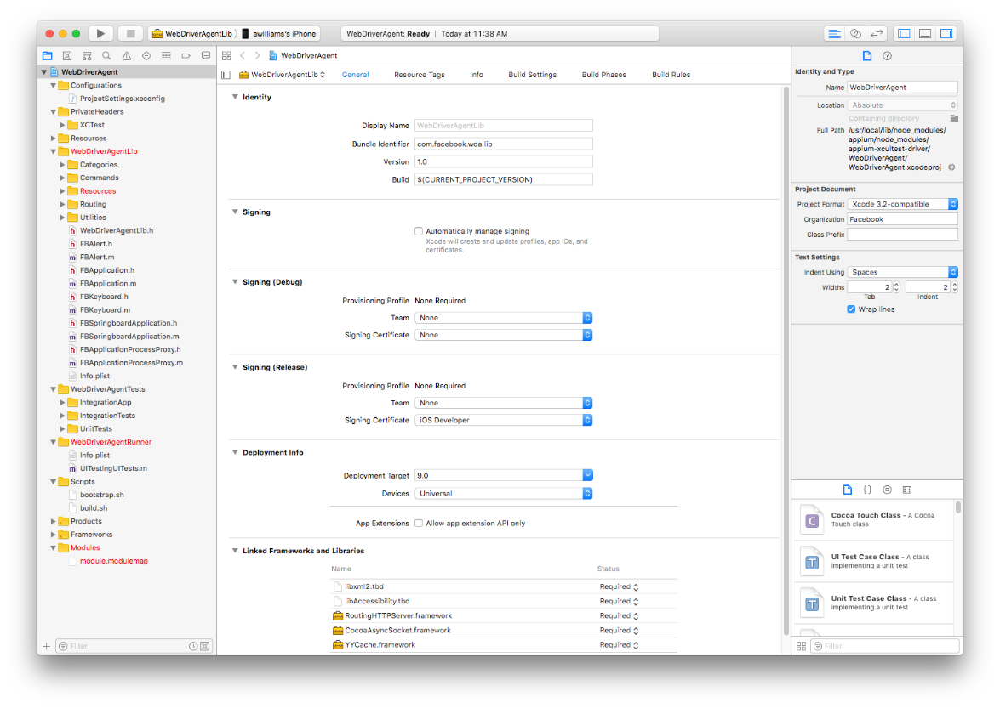 WebDriverAgentLib
awilliams's iPhone
WebDriverAgent: Ready | Today at 11:38 AM
WebDriverAgent
Configurations
ProjectSettings.xcconfig
PrivateHeaders
XCTest
Resources
WebDriverAgentLib
Categories
Commands
Resources
Routing
Utilities
WebDriverAgentLib.h
FBAlert.h
FBAlert.m
FBApplication.h
FBApplication.m
FBKeyboard.h
FBKeyboard.m
FBSpringboardApplication.h
FBSpringboardApplication.m
FBApplicationProcessProxy.h
FBApplicationProcessProxy.m
Info.plist
WebDriverAgentTests
IntegrationApp
IntegrationTests
UnitTests
WebDriverAgentRunner
Info.plist
UITestingUITests.m
Scripts
bootstrap.sh
build.sh
Products
Frameworks
Modules
module.modulemap
Filter
WebDriverAgent
WebDriverAgentLib
General
Resource Tags
Info
Build Settings
Build Phases
Build Rules
Identity
Display Name WebDriverAgentLib
Bundle Identifier com.facebook.wda.lib
Version 1.0
Build $(CURRENT_PROJECT_VERSION)
Signing
Automatically manage signing
Xcode will create and update profiles, app IDs, and
certificates.
Signing (Debug)
Provisioning Profile None Required
Team None
Signing Certificate None
Signing (Release)
Provisioning Profile None Required
Team None
Signing Certificate iOS Developer
Deployment Info
Deployment Target 9.0
Devices Universal
App Extensions Allow app extension API only
Linked Frameworks and Libraries
Name Status
libxml2.tbd Required
libAccessibility.tbd Required
RoutingHTTPServer.framework Required
CocoaAsyncSocket.framework Required
YYCache.framework Required
Identity and Type
Name WebDriverAgent
Location Absolute
Containing directory
Full Path /usr/local/lib/node_modules/
appium/node_modules/
appium-xcuitest-driver/
WebDriverAgent/
WebDriverAgent.xcodeproj
Project Document
Project Format Xcode 3.2-compatible
Organization Facebook
Class Prefix
Text Settings
Indent Using Spaces
Widths 2 2
Tab Indent
Wrap lines
Cocoa Touch Class - A Cocoa
Touch class
UI Test Case Class - A class
implementing a unit test
Unit Test Case Class - A class
implementing a unit test
Filter